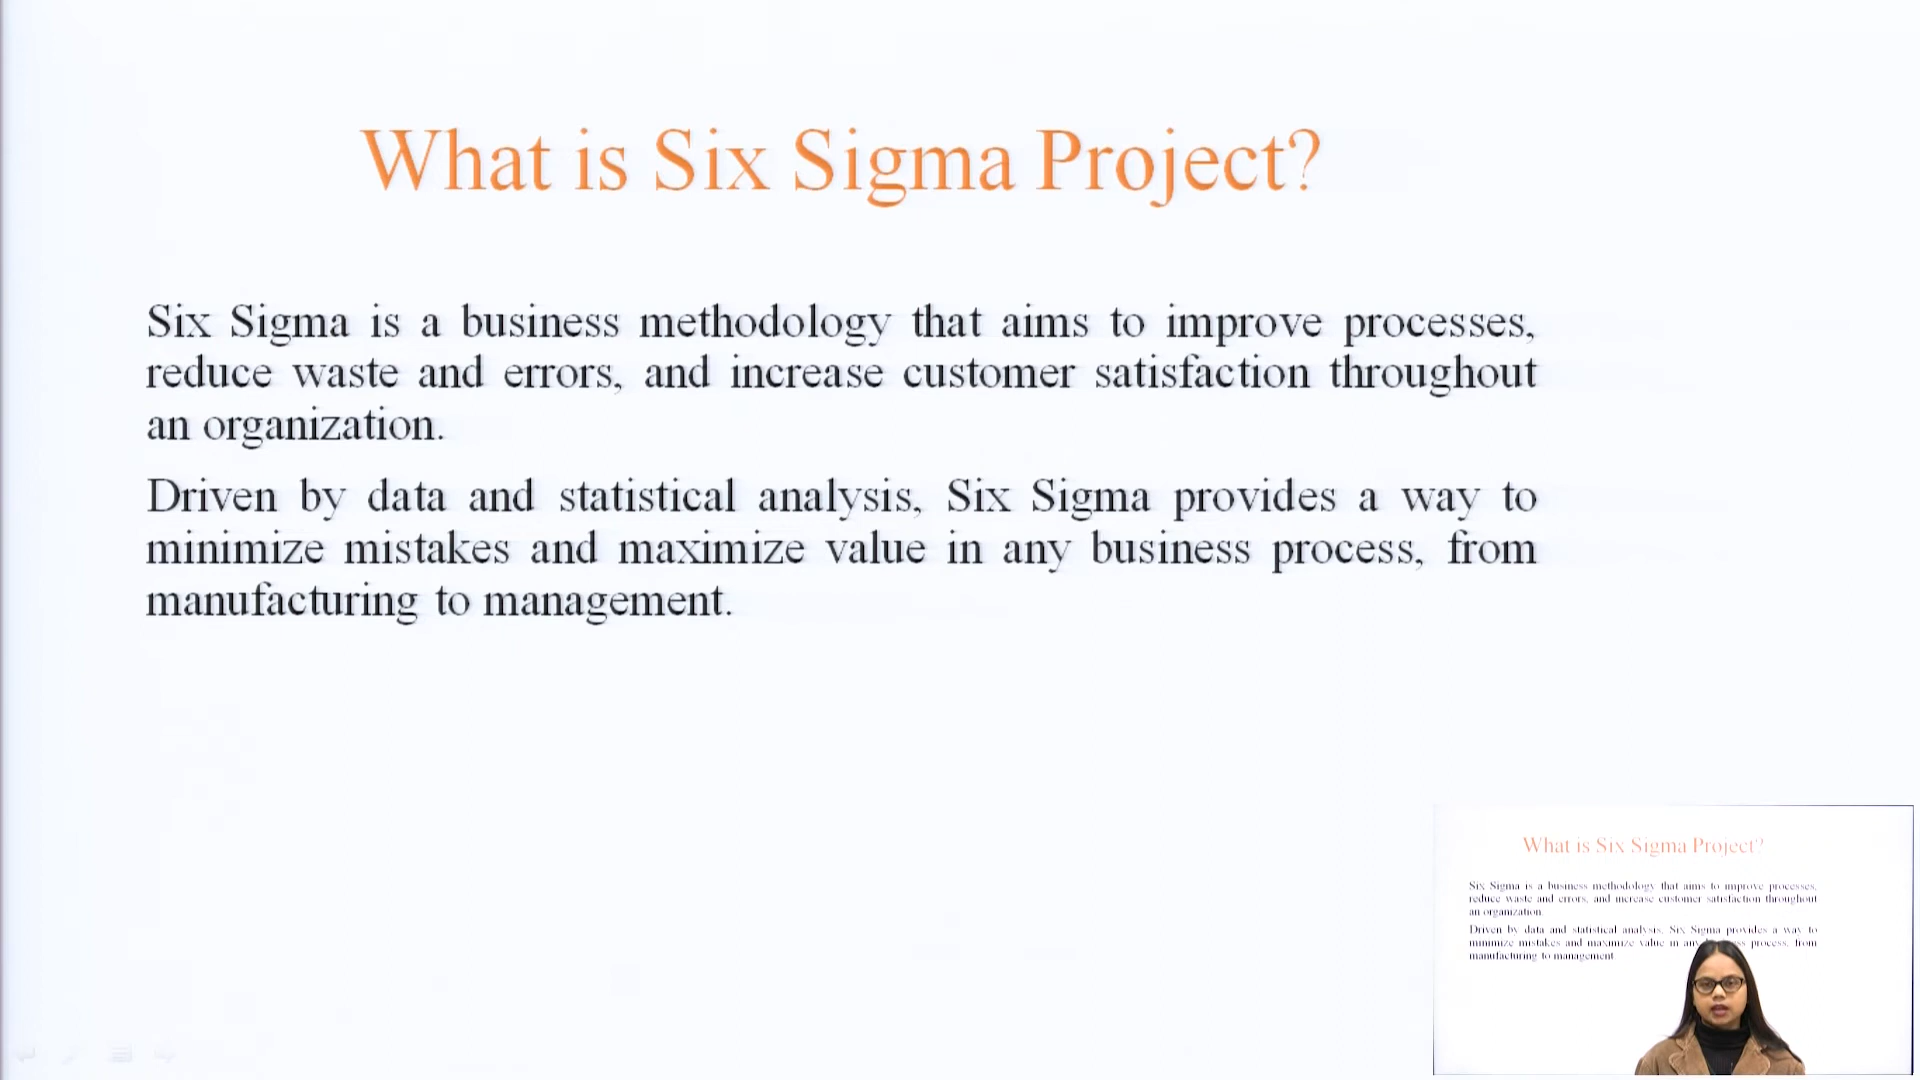 What is Six Sigma Project?
Six Sigma is a business methodology that aims to improve processes,
reduce waste and errors, and increase customer satisfaction throughout
an organization.
Driven by data and statistical analysis, Six Sigma provides a way to
minimize mistakes and maximize value in any business process, from
manufacturing to management.
What is Six Sigma Project?
Six Sigma is a business methodology that aims to improve processes,
reduce waste and errors, and increase customer satisfaction throughout
an organization.
Driven by data and statistical analysis, Six Sigma provides a way to
minimize mistakes and maximize value in any process, from
manufacturing to management